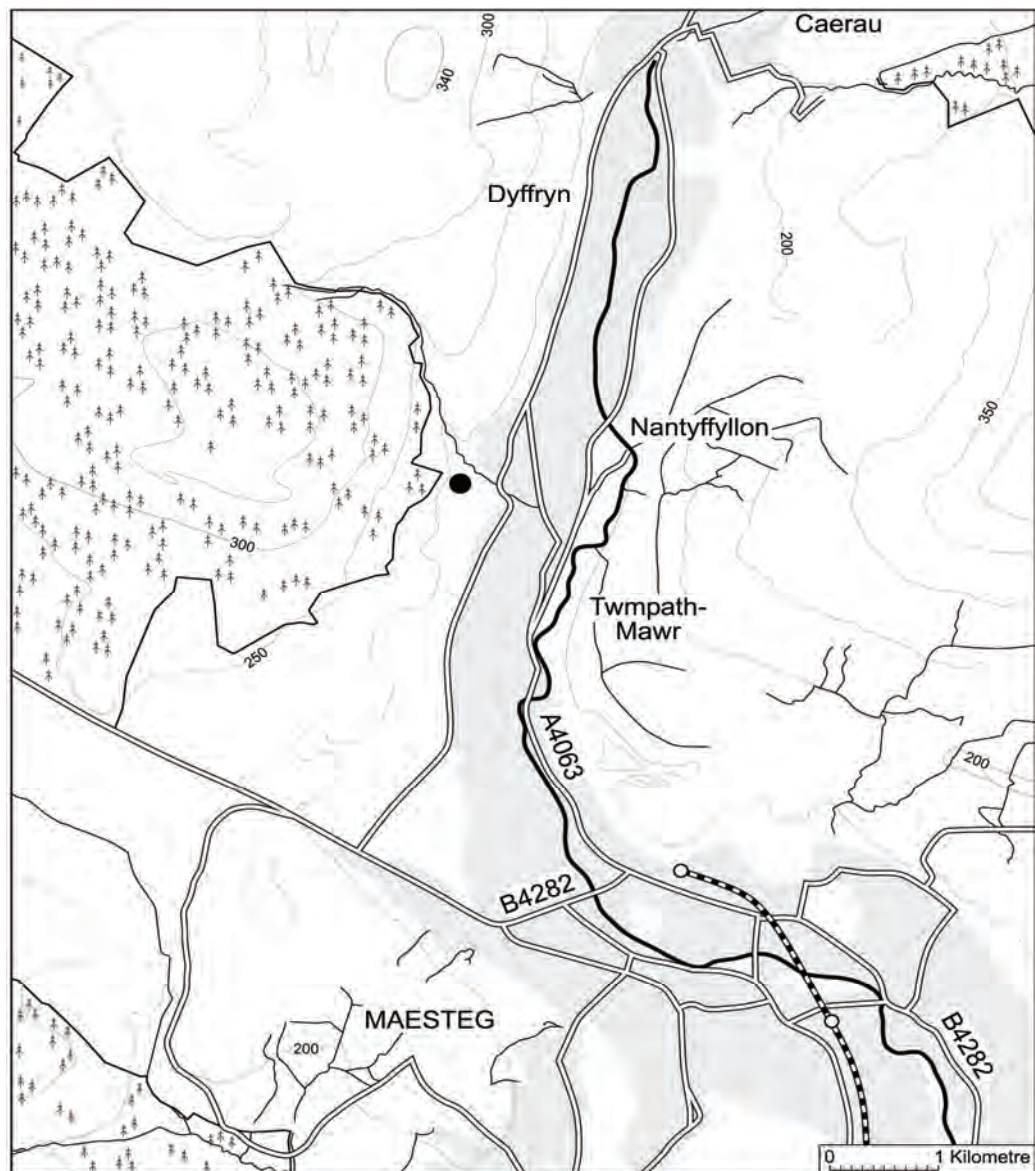 Caerau
300
340
Dyffryn
200
350
Nantyffyllon
300
Twmpath-
Mawr
250
A4063
200
B4282
MAESTEG
200
B4282
0 1 Kilometre